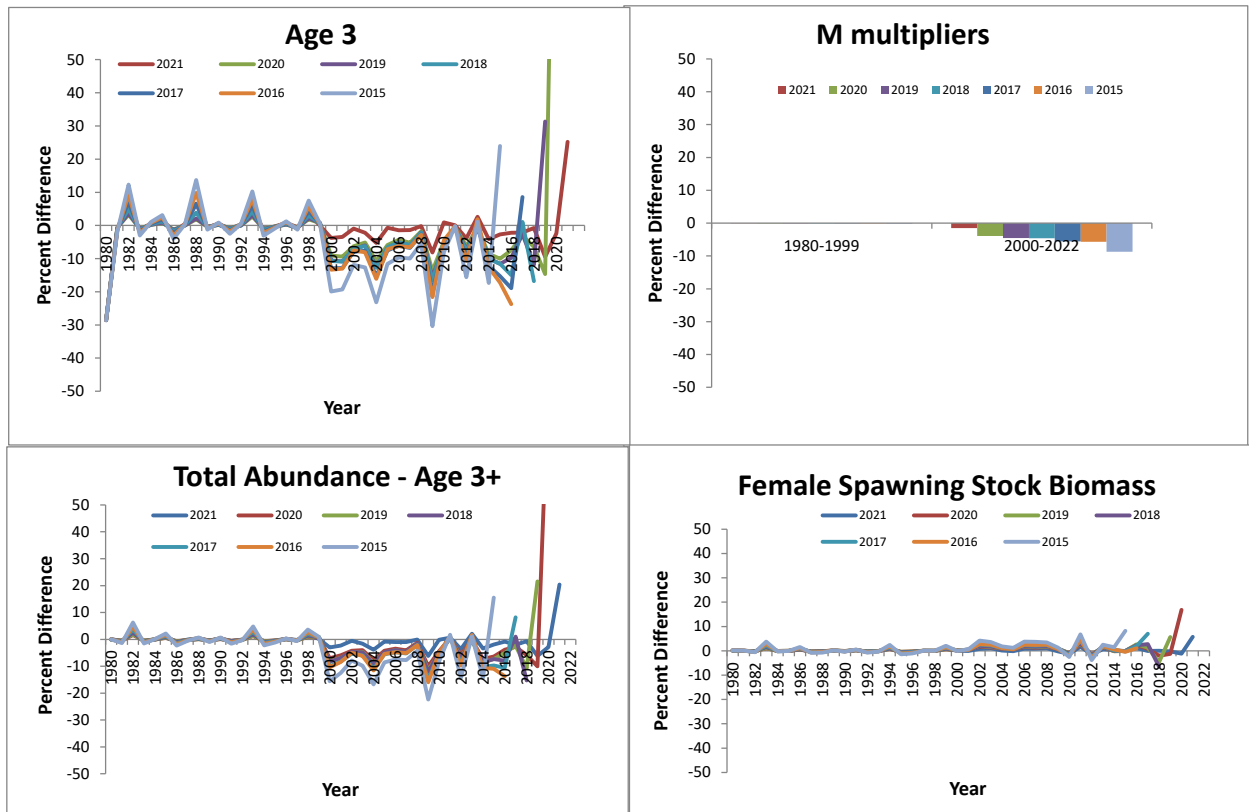 Age 3
50
40
30
20
10
0
-10
-20
-30
-40
-50
Percent Difference
2021 2020 2019 2018
2017 2016 2015
1980 1982 1984 1986 1988 1990 1992 1994 1996 1998 2000 2002 2004 2006 2008 2010 2012 2014 2016 2018 2020
Year
M multipliers
50
40
30
20
10
0
-10
-20
-30
-40
-50
Percent Difference
2021 2020 2019 2018 2017 2016 2015
1980-1999 2000-2022
Total Abundance - Age 3+
50
40
30
20
10
0
-10
-20
-30
-40
-50
Percent Difference
2021 2020 2019 2018
2017 2016 2015
1980 1982 1984 1986 1988 1990 1992 1994 1996 1998 2000 2002 2004 2006 2008 2010 2012 2014 2016 2018 2020 2022
Year
Female Spawning Stock Biomass
50
40
30
20
10
0
-10
-20
-30
-40
-50
Percent Difference
2021 2020 2019 2018
2017 2016 2015
1980 1982 1984 1986 1988 1990 1992 1994 1996 1998 2000 2002 2004 2006 2008 2010 2012 2014 2016 2018 2020 2022
Year